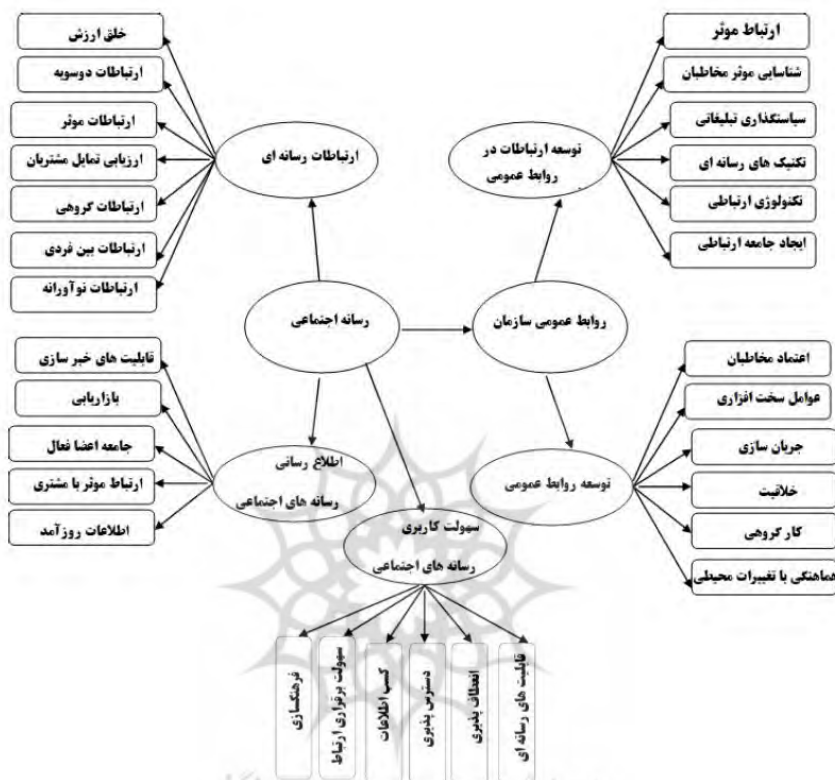 ارتباط موثر
شناسایی موثر مخاطبان
سیاستگذاری تبلیغاتی
تکنیک های رسانه ای
تکنولوژی ارتباطی
ایجاد جامعه ارتباطی
توسعه ارتباطات در
روابط عمومی
ارتباطات رسانه ای
خلق ارزش
ارتباطات دوسویه
ارتباطات موثر
ارزیابی تمایل مشتریان
ارتباطات گروهی
ارتباطات بین فردی
ارتباطات نوآورانه
روابط عمومی سازمان
رسانه اجتماعی
اعتماد مخاطبان
عوامل سخت افزاری
جریان سازی
خلاقیت
کار گروهی
هماهنگی با تغییرات محیطی
توسعه روابط عمومی
اطلاع رسانی
رسانه های اجتماعی
قابلیت های خبر سازی
بازاریابی
جامعه اعضا فعال
ارتباط موثر با مشتری
اطلاعات روزآمد
سهولت کاربری
رسانه های اجتماعی
قابلیت های رسانه ای
انعطاف پذیری
دسترس پذیری
کسب اطلاعات
سهولت برقراری ارتباط
فرهنگسازی